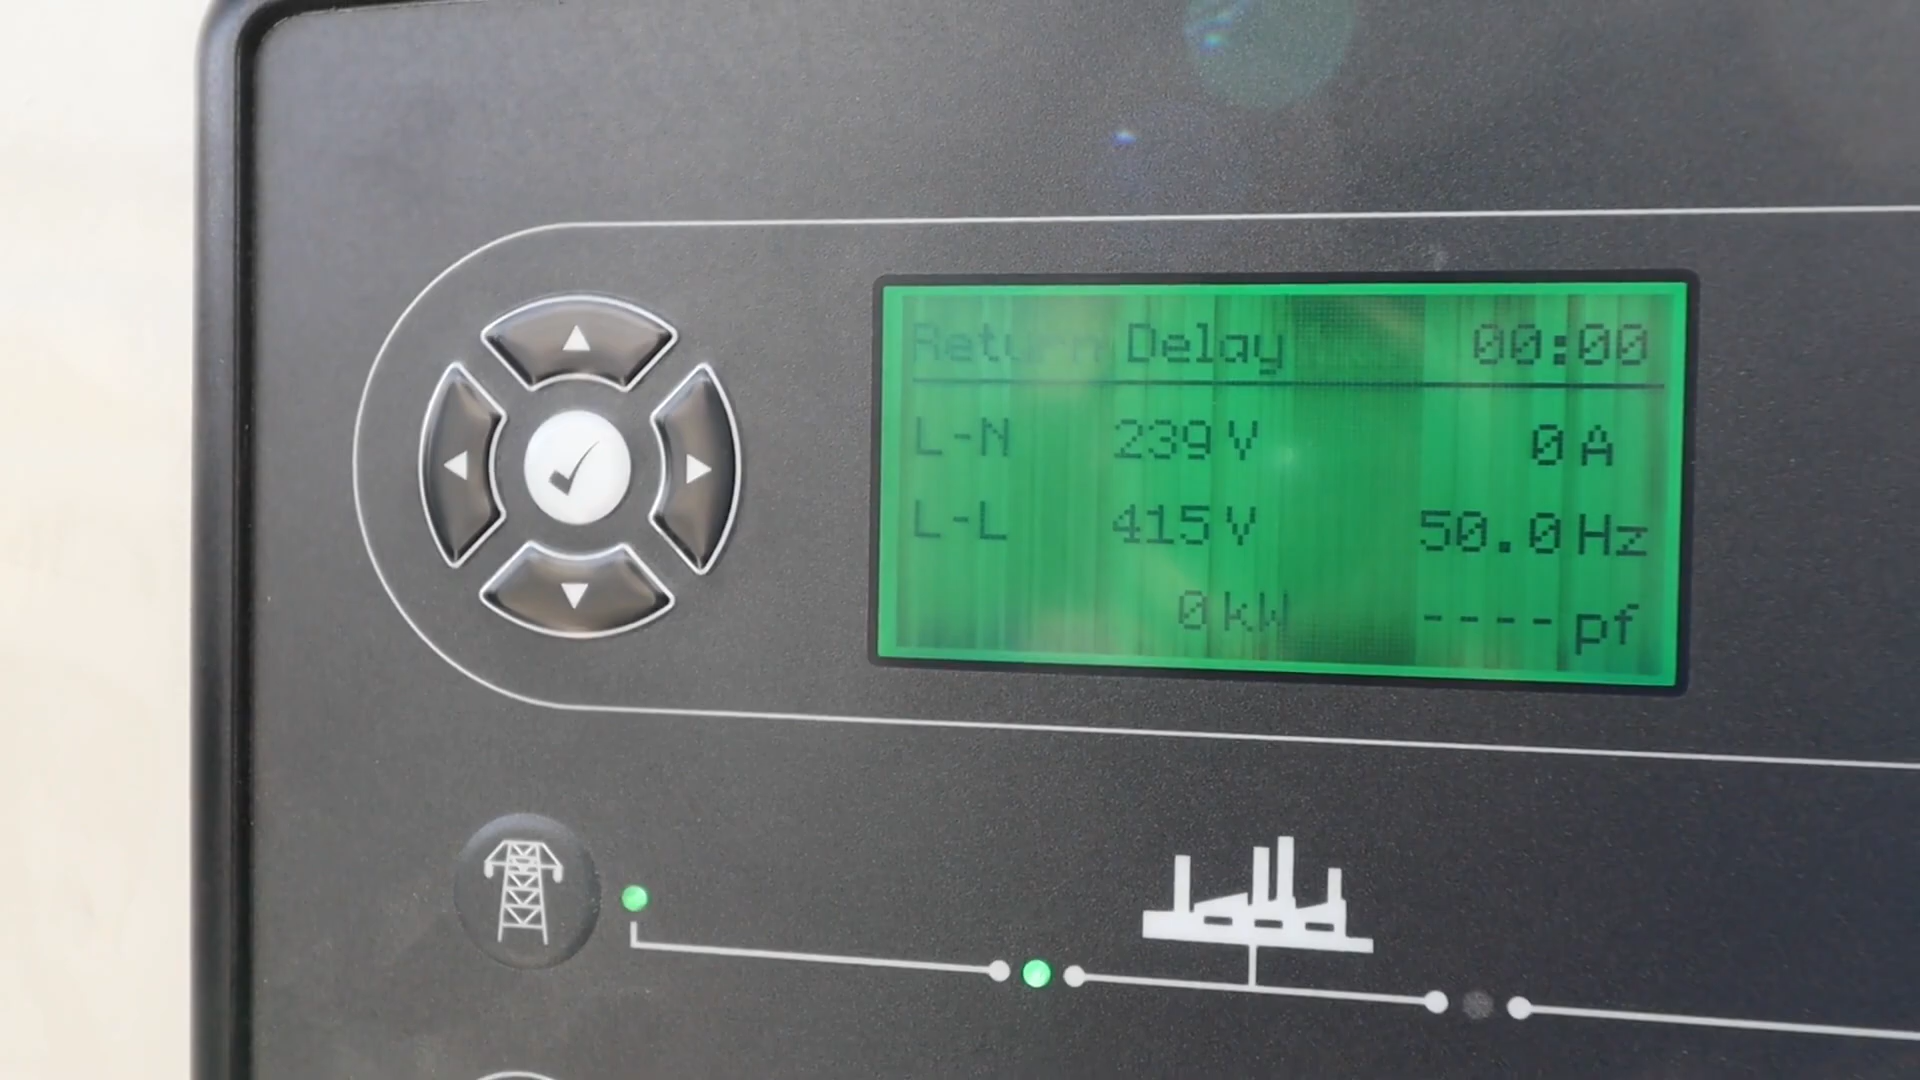 Return Delay 00:00
L-N 239 V 0 A
L-L 415 V 50.0 Hz
0 kW ---- pf